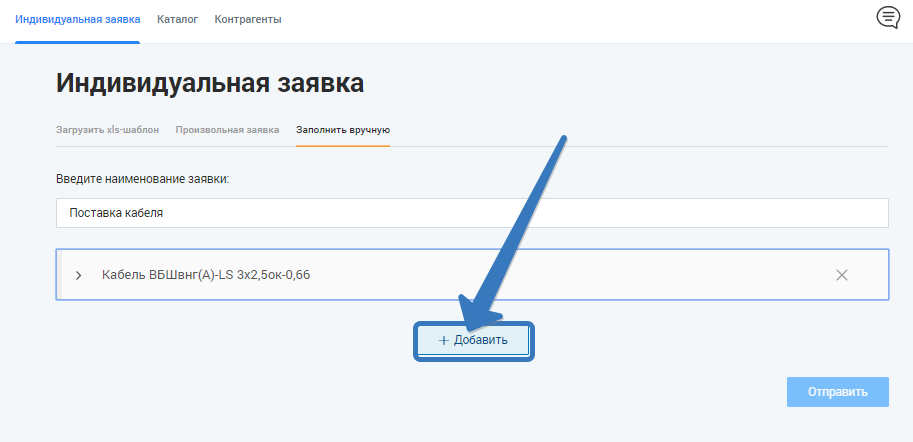 Индивидуальная заявка Каталог Контрагенты
Индивидуальная заявка
Загрузить xls-шаблон Произвольная заявка Заполнить вручную
Введите наименование заявки:
Поставка кабеля
Кабель ВБШвнг(А)-LS 3х2,5ок-0,66
+ Добавить
Отправить